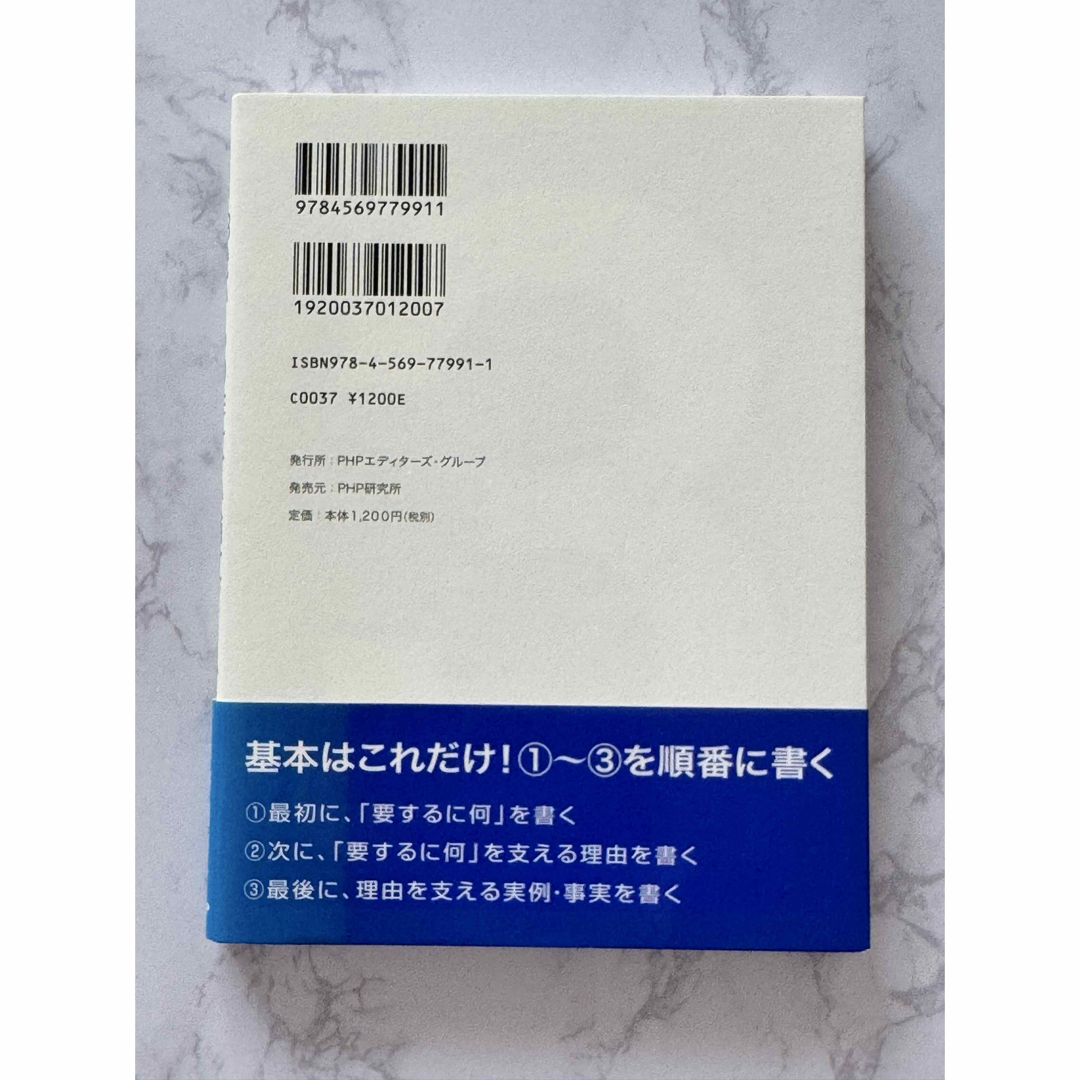 9784569779911
1920037012007
ISBN978-4-569-77991-1
C0037 ¥1200E
発行所:PHPエディターズ・グループ
発売元:PHP研究所
定価:本体1,200円(税別)
基本はこれだけ!①～③を順番に書く
①最初に、「要するに何」を書く
②次に、「要するに何」を支える理由を書く
③最後に、理由を支える実例・事実を書く